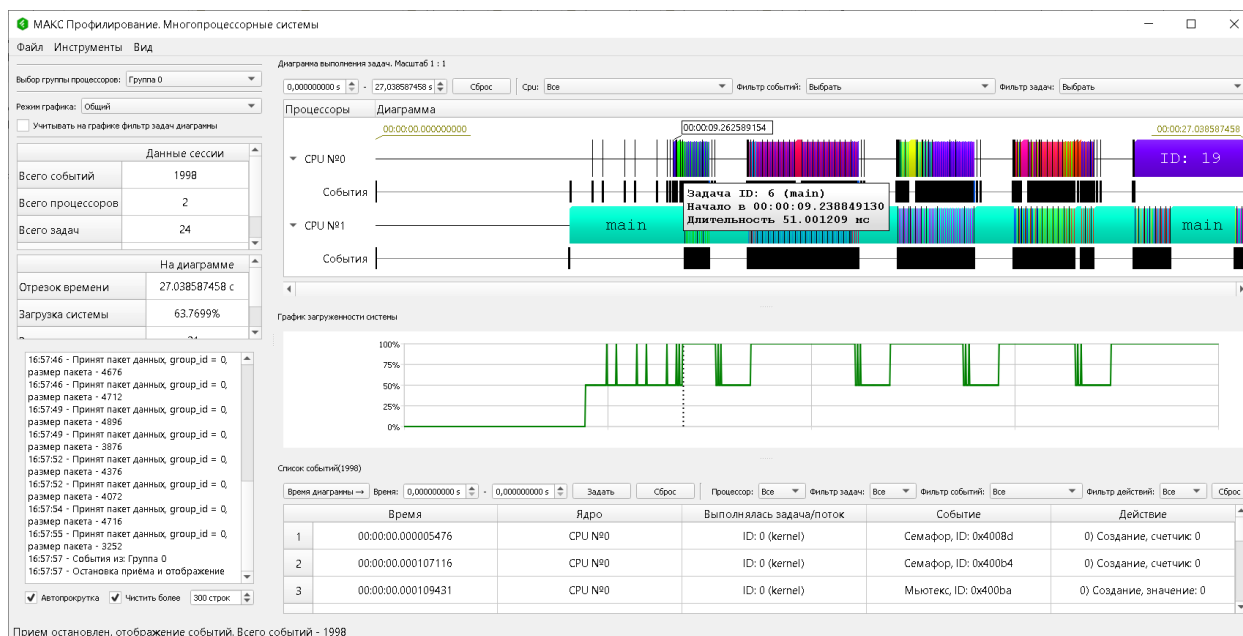 МАКС Профилирование. Многопроцессорные системы
Файл Инструменты Вид
Выбор группы процессоров: Группа 0
Режим графика: Общий
Учитывать на графике фильтр задач диаграммы
Данные сессии
Всего событий 1998
Всего процессоров 2
Всего задач 24
На диаграмме
Отрезок времени 27.038587458 с
Загрузка системы 63.7699%
16:57:46 - Принят пакет данных, group_id = 0,
размер пакета - 4676
16:57:46 - Принят пакет данных, group_id = 0,
размер пакета - 4712
16:57:49 - Принят пакет данных, group_id = 0,
размер пакета - 4896
16:57:49 - Принят пакет данных, group_id = 0,
размер пакета - 3876
16:57:52 - Принят пакет данных, group_id = 0,
размер пакета - 4376
16:57:52 - Принят пакет данных, group_id = 0,
размер пакета - 4072
16:57:54 - Принят пакет данных, group_id = 0,
размер пакета - 4716
16:57:55 - Принят пакет данных, group_id = 0,
размер пакета - 3252
16:57:57 - События из: Группа 0
16:57:57 - Остановка приёма и отображение
Автопрокрутка Чистить более 300 строк
Диаграмма выполнения задач. Масштаб 1 : 1
0,000000000 s - 27,038587458 s Сброс Cpu: Все Фильтр событий: Выбрать Фильтр задач: Выбрать
Процессоры Диаграмма
00:00:00.000000000 00:00:09.262589154 00:00:27.038587458
CPU №0 ID: 19
События
Задача ID: 6 (main)
Начало в 00:00:09.238849130
Длительность 51.001209 мс
CPU №1 main main
События
График загруженности системы
100%
75%
50%
25%
0%
Список событий(1998)
Время диаграммы → Время: 0,000000000 s - 0,000000000 s Задать Сброс Процессор: Все Фильтр задач: Все Фильтр событий: Все Фильтр действий: Все Сброс
Время Ядро Выполнялась задача/поток Событие Действие
1 00:00:00.000005476 CPU №0 ID: 0 (kernel) Семафор, ID: 0x4008d 0) Создание, счетчик: 0
2 00:00:00.000107116 CPU №0 ID: 0 (kernel) Семафор, ID: 0x400b4 0) Создание, счетчик: 0
3 00:00:00.000109431 CPU №0 ID: 0 (kernel) Мьютекс, ID: 0x400ba 0) Создание, значение: 0
Прием остановлен, отображение событий. Всего событий - 1998